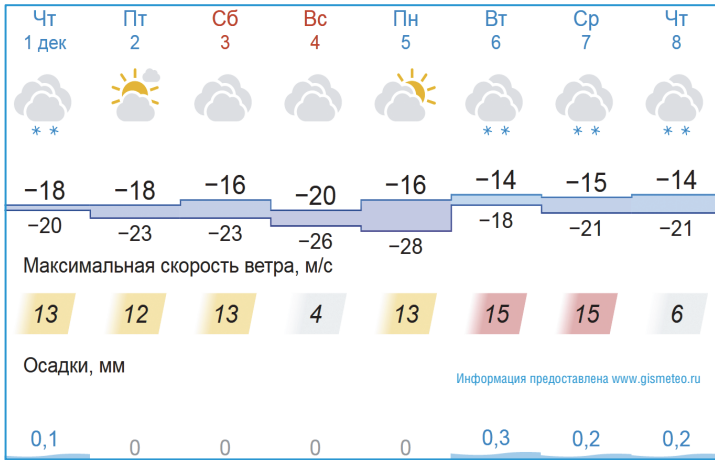 Чт Пт Сб Вс Пн Вт Ср Чт
1 дек 2 3 4 5 6 7 8
−18 −18 −16 −20 −16 −14 −15 −14
−20 −23 −23 −26 −28 −18 −21 −21
Максимальная скорость ветра, м/с
13 12 13 4 13 15 15 6
Осадки, мм
Информация предоставлена www.gismeteo.ru
0,1 0 0 0 0 0,3 0,2 0,2